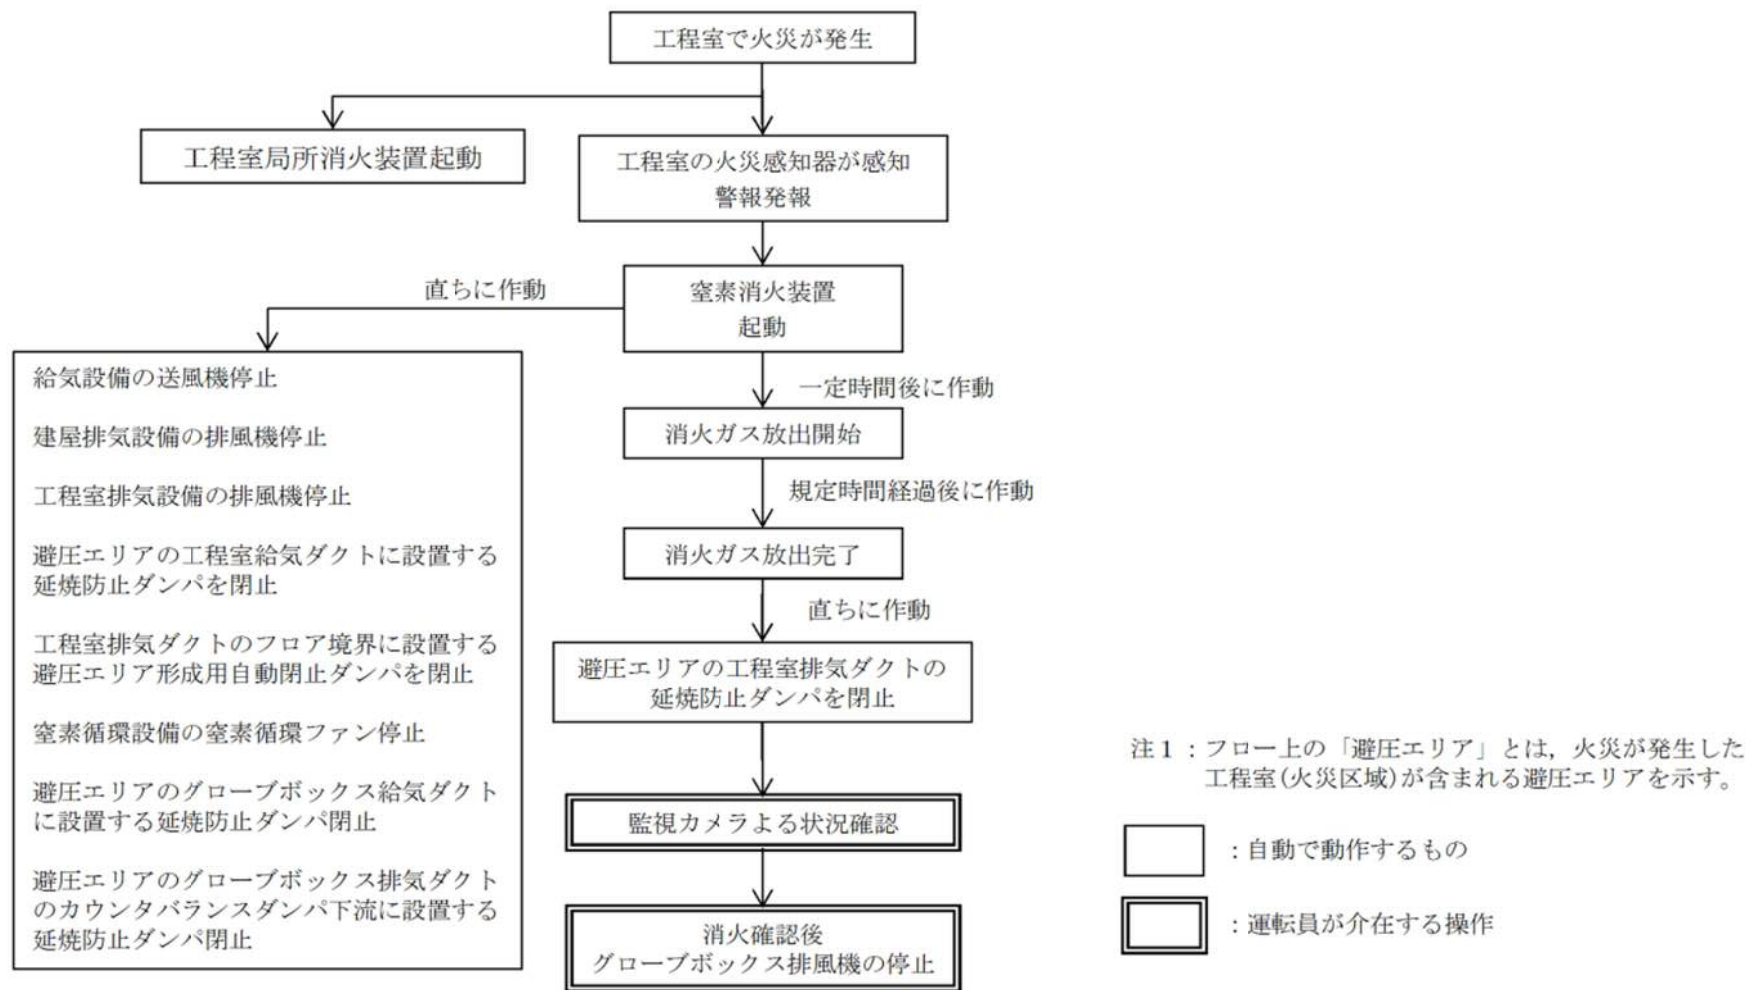 工程室で火災が発生
工程室局所消火装置起動
工程室の火災感知器が感知
警報発報
直ちに作動
窒素消火装置
起動
給気設備の送風機停止
建屋排気設備の排風機停止
工程室排気設備の排風機停止
避圧エリアの工程室給気ダクトに設置する
延焼防止ダンパを閉止
工程室排気ダクトのフロア境界に設置する
避圧エリア形成用自動閉止ダンパを閉止
窒素循環設備の窒素循環ファン停止
避圧エリアのグローブボックス給気ダクト
に設置する延焼防止ダンパ閉止
避圧エリアのグローブボックス排気ダクト
のカウンタバランスダンパ下流に設置する
延焼防止ダンパ閉止
一定時間後に作動
消火ガス放出開始
規定時間経過後に作動
消火ガス放出完了
直ちに作動
避圧エリアの工程室排気ダクトの
延焼防止ダンパを閉止
監視カメラよる状況確認
消火確認後
グローブボックス排風機の停止
注1：フロー上の「避圧エリア」とは，火災が発生した
工程室(火災区域)が含まれる避圧エリアを示す。
：自動で動作するもの
：運転員が介在する操作